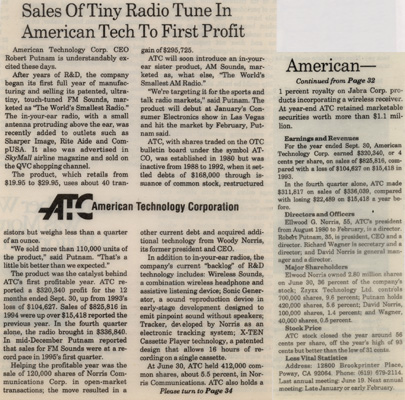 Sales Of Tiny Radio Tune In
American Tech To First Profit
American Technology Corp. CEO
Robert Putnam is understandably ex-
cited these days.
After years of R&D, the company
began its first full year of manufac-
turing and selling its patented, ultra-
tiny, touch-tuned FM Sounds, mar-
keted as "The World's Smallest Radio."
The in-your-ear radio, with a small
antenna protruding above the ear, was
recently added to outlets such as
Sharper Image, Rite Aide and Com-
pUSA. It also was advertised in
SkyMall airline magazine and sold on
the QVC shopping channel.
The product, which retails from
$19.95 to $29.95, uses about 40 tran-
gain of $295,725.
ATC will soon introduce an in-your-
ear sister product, AM Sounds, mar-
keted as, what else, "The World's
Smallest AM Radio."
"We're targeting it for the sports and
talk radio markets," said Putnam. The
product will debut at January's Con-
sumer Electronics show in Las Vegas
and hit the market by February, Put-
nam said.
ATC, with shares traded on the OTC
bulletin board under the symbol AT-
CO, was established in 1980 but was
inactive from 1988 to 1992, when it set-
tled debts of $168,000 through is-
suance of common stock, restructured
ATC American Technology Corporation
sistors but weighs less than a quarter
of an ounce.
"We sold more than 110,000 units of
the product," said Putnam. "That's a
little bit better than we expected."
The product was the catalyst behind
ATC's first profitable year. ATC re-
ported a $220,340 profit for the 12
months ended Sept. 30, up from 1993's
loss of $104,627. Sales of $825,816 in
1994 were up over $15,418 reported the
previous year. In the fourth quarter
alone, the radio brought in $336,840.
In mid-December Putnam reported
that sales for FM Sounds were at a re-
cord pace in 1995's first quarter.
Helping the profitable year was the
sale of 120,000 shares of Norris Com-
munications Corp. in open-market
transactions; the move resulted in a
other current debt and acquired addi-
tional technology from Woody Norris,
its former president and CEO.
In addition to in-your-ear radios, the
company's current "backlog" of R&D
technology includes: Wireless Sounds,
a combination wireless headphone and
assistive listening device; Sonic Gener-
ator, a sound reproduction device in
early-stage development designed to
emit pinpoint sound without speakers;
Tracker, developed by Norris as an
electronic tracking system; X-TEN
Cassette Player technology, a patented
design that allows 16 hours of re-
cording on a single cassette.
At June 30, ATC held 412,000 com-
mon shares, about 5.5 percent, in Nor-
ris Communications. ATC also holds a
Please turn to Page 34
American—
Continued from Page 32
1 percent royalty on Jabra Corp. pro-
ducts incorporating a wireless receiver.
At year-end ATC retained marketable
securities worth more than $1.1 mil-
lion.
Earnings and Revenues
For the year ended Sept. 30, American
Technology Corp. earned $220,340, or 4
cents per share, on sales of $825,816, com-
pared with a loss of $104,627 on $15,418 in
1993.
In the fourth quarter alone, ATC made
$311,817 on sales of $336,039, compared
with losing $22,489 on $15,418 a year be-
fore.
Directors and Officers
Ellwood G. Norris, 55, ATC's president
from August 1980 to February, is a director.
Robert Putnam, 35, is president, CEO and a
director. Richard Wagner is secretary and a
director, and David Norris is general man-
ager and a director.
Major Shareholders
Elwood Norris owned 2.60 million shares
on June 30, 36 percent of the company's
stock; Zzyzx Technology Ltd. controls
700,000 shares, 9.6 percent; Putnam holds
420,000 shares, 5.6 percent; David Norris,
100,000 shares, 1.4 percent; and Wagner,
40,000 shares, 0.5 percent.
Stock Price
ATC stock closed the year around 56
cents per share, off the year's high of 93
cents but better than the low of 31 cents.
Less Vital Statistics
Address: 12800 Brookprinter Place,
Poway, CA 92064. Phone: (619) 679-2114.
Last annual meeting: June 19. Next annual
meeting: Late January or early February.